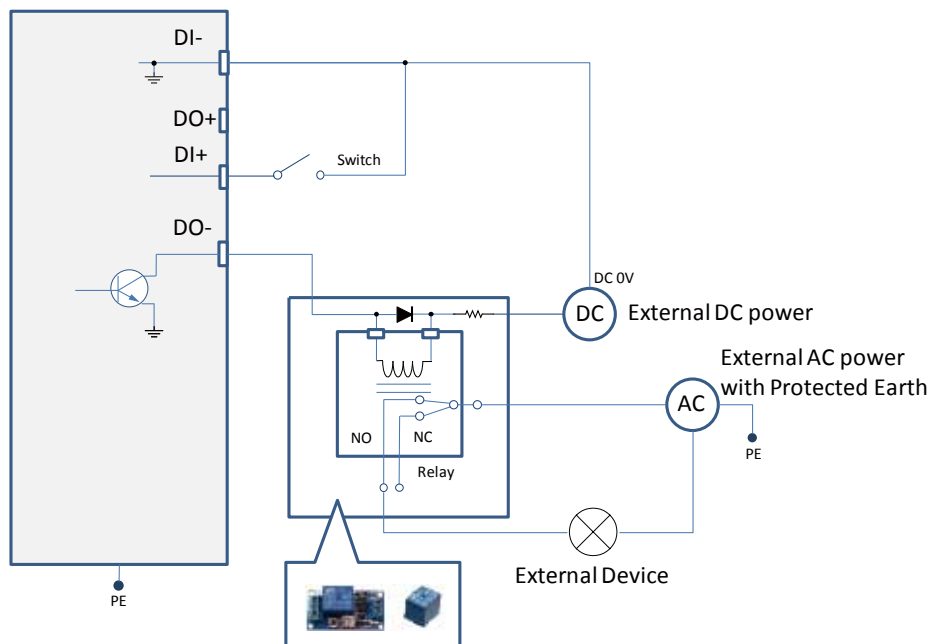 DI-
DO+
DI+
Switch
DO-
DC 0V
DC
External DC power
External AC power
with Protected Earth
AC
PE
NO
NC
Relay
External Device
PE